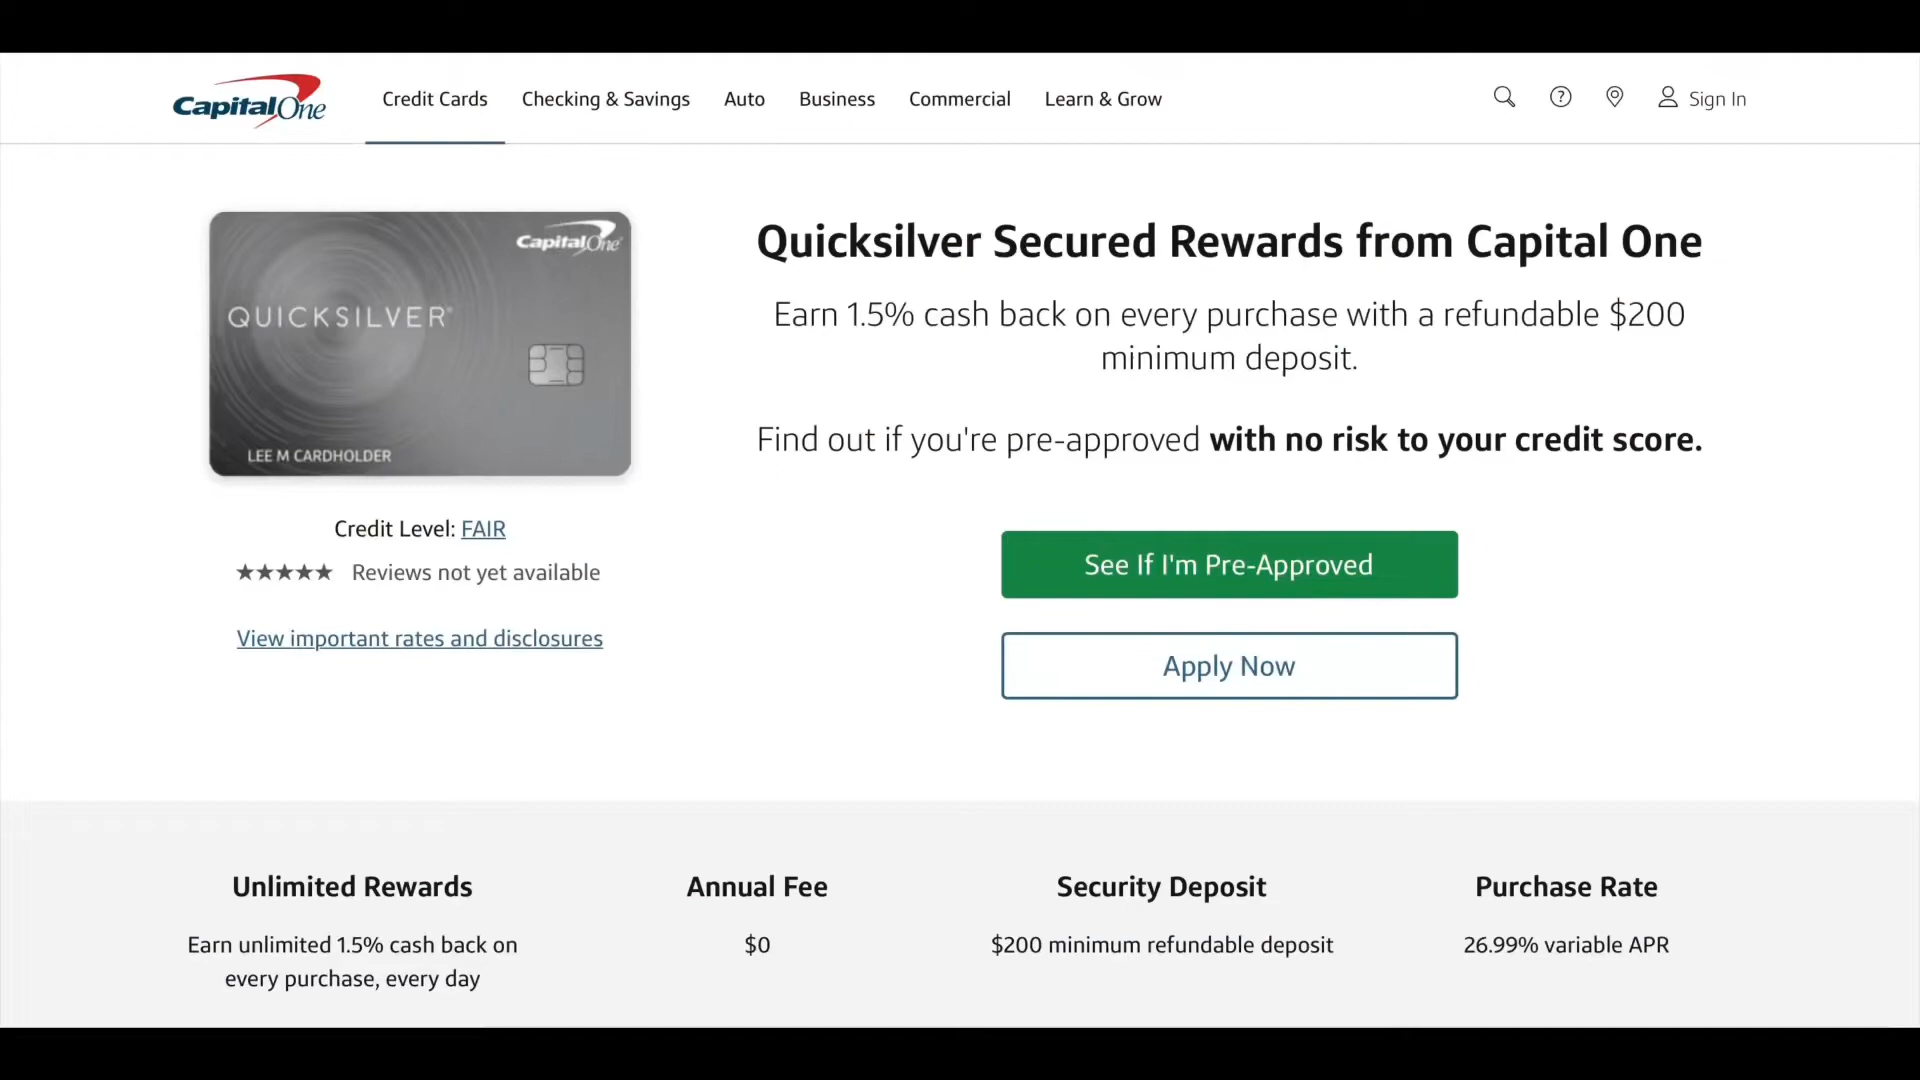 CapitalOne
Credit Cards
Checking & Savings
Auto
Business
Commercial
Learn & Grow
Sign In
CapitalOne
QUICKSILVER®
LEE M CARDHOLDER
Credit Level: FAIR
★★★★★ Reviews not yet available
View important rates and disclosures
Quicksilver Secured Rewards from Capital One
Earn 1.5% cash back on every purchase with a refundable $200
minimum deposit.
Find out if you're pre-approved with no risk to your credit score.
See If I'm Pre-Approved
Apply Now
Unlimited Rewards
Earn unlimited 1.5% cash back on
every purchase, every day
Annual Fee
$0
Security Deposit
$200 minimum refundable deposit
Purchase Rate
26.99% variable APR